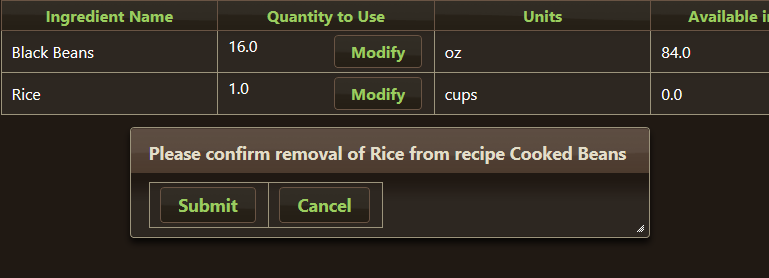 Ingredient Name Quantity to Use Units Available
Black Beans 16.0 Modify oz 84.0
Rice 1.0 Modify cups 0.0
Please confirm removal of Rice from recipe Cooked Beans
Submit Cancel